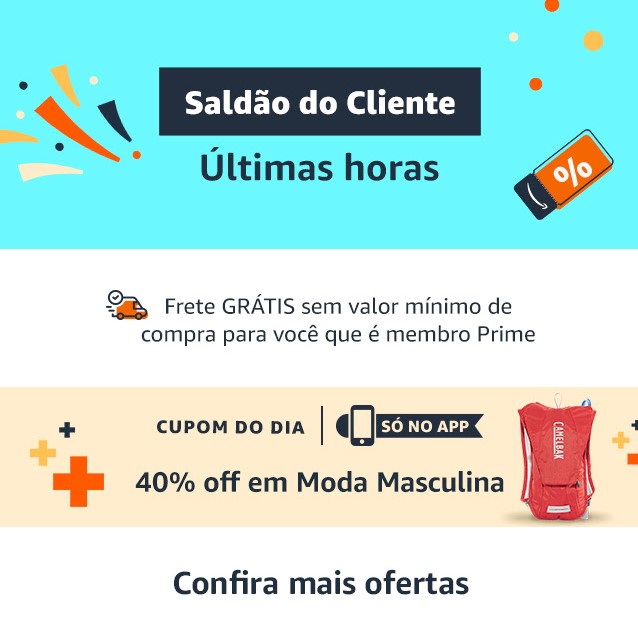 Saldão do Cliente
Últimas horas
%
Frete GRÁTIS sem valor mínimo de
compra para você que é membro Prime
CUPOM DO DIA
SÓ NO APP
40% off em Moda Masculina
CAMELBAK
Confira mais ofertas